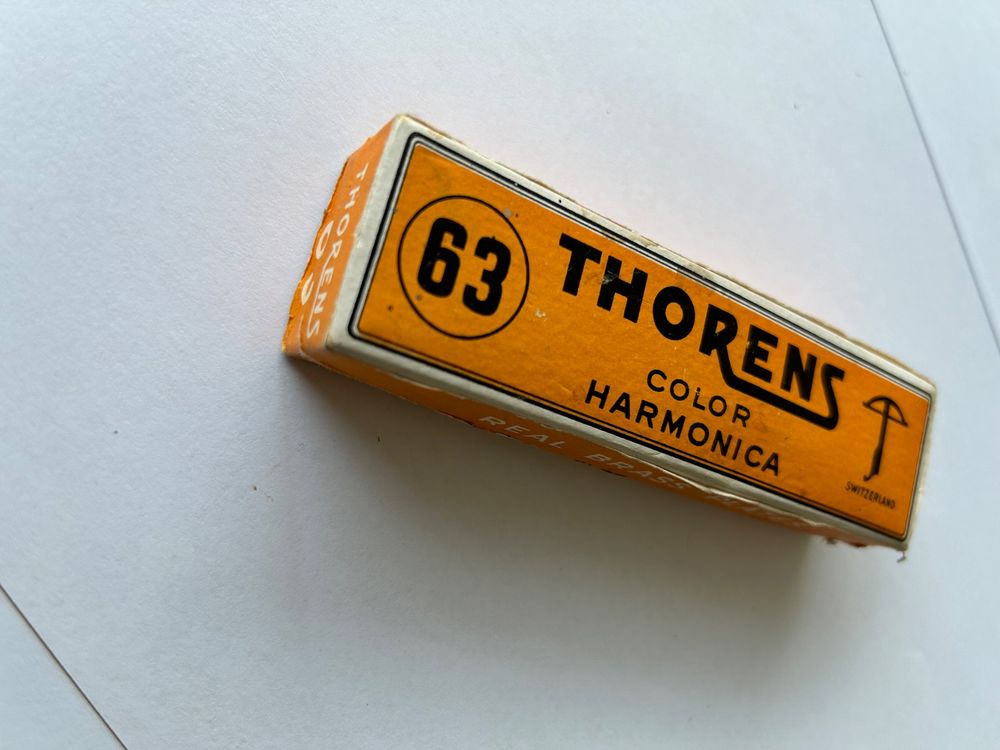 63
THORENS
COLOR
HARMONICA
SWITZERLAND
THORENS
REAL BRASS